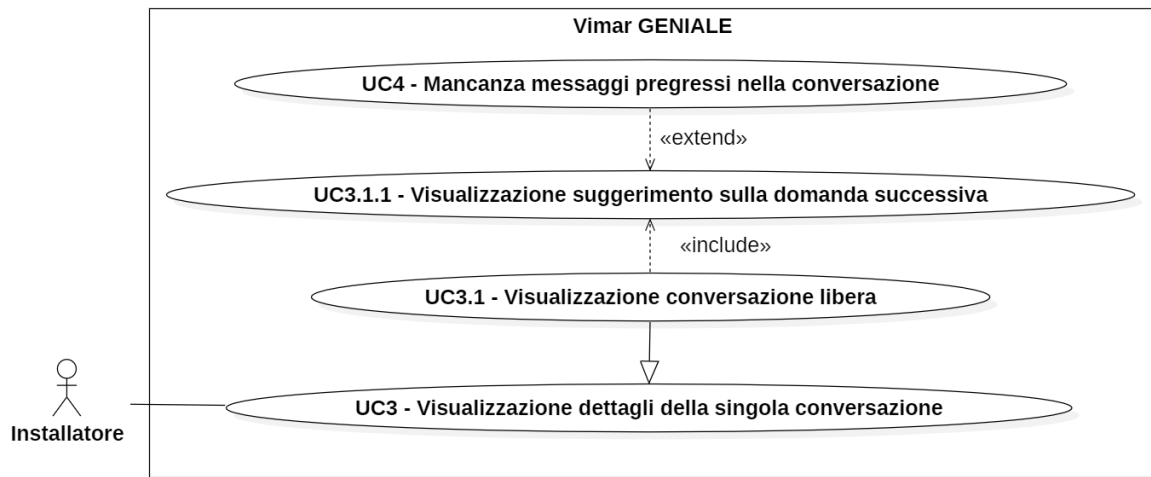 Vimar GENIALE
UC4 - Mancanza messaggi pregressi nella conversazione
«extend»
UC3.1.1 - Visualizzazione suggerimento sulla domanda successiva
«include»
UC3.1 - Visualizzazione conversazione libera
UC3 - Visualizzazione dettagli della singola conversazione
Installatore